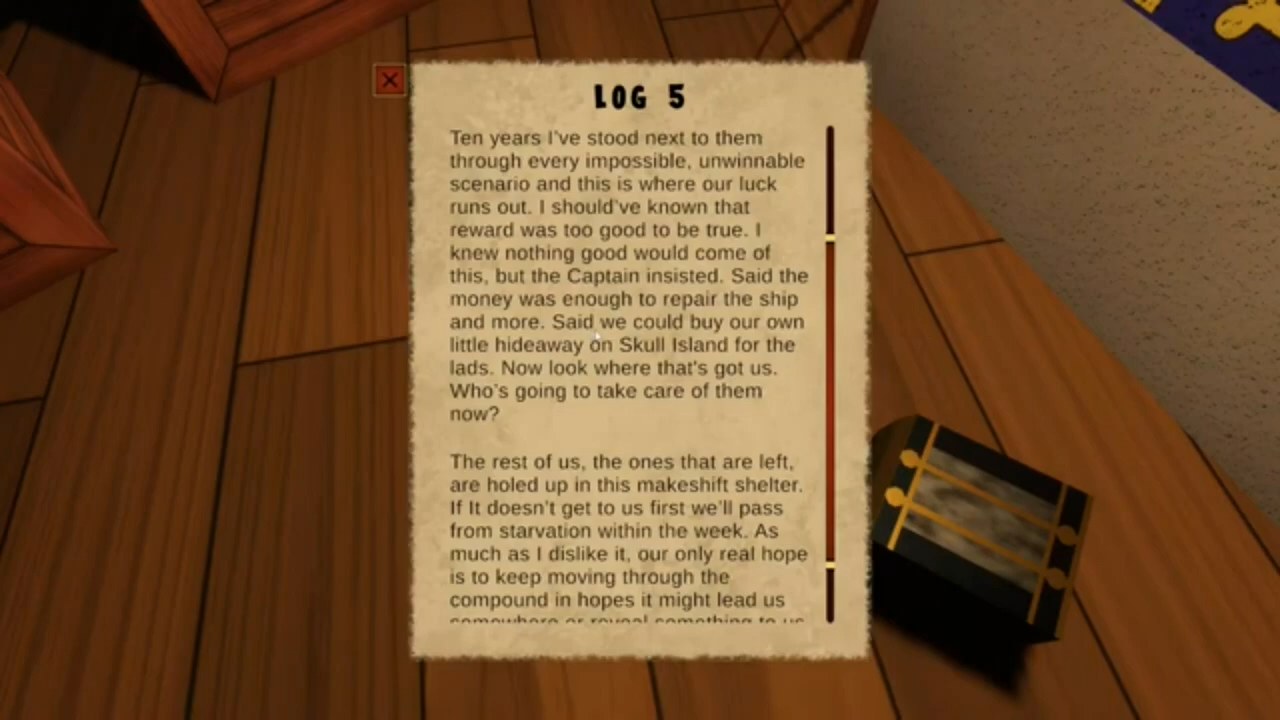 LOG 5
Ten years I've stood next to them
through every impossible, unwinnable
scenario and this is where our luck
runs out. I should've known that
reward was too good to be true. I
knew nothing good would come of
this, but the Captain insisted. Said the
money was enough to repair the ship
and more. Said we could buy our own
little hideaway on Skull Island for the
lads. Now look where that's got us.
Who's going to take care of them
now?
The rest of us, the ones that are left,
are holed up in this makeshift shelter.
If It doesn't get to us first we'll pass
from starvation within the week. As
much as I dislike it, our only real hope
is to keep moving through the
compound in hopes it might lead us
somewhere or reveal something to us